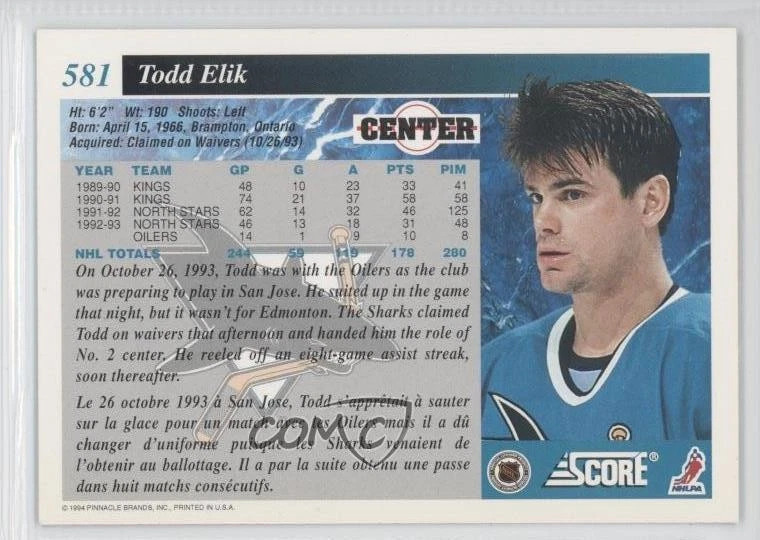 581 Todd Elik
Ht: 6'2" Wt: 190 Shoots: Left
Born: April 15, 1966, Brampton, Ontario
Acquired: Claimed on Waivers (10/26/93)
CENTER
YEAR TEAM GP G A PTS PIM
1989-90 KINGS 48 10 23 33 41
1990-91 KINGS 74 21 37 58 58
1991-92 NORTH STARS 62 14 32 46 125
1992-93 NORTH STARS 46 13 18 31 48
OILERS 14 1 9 10 8
NHL TOTALS 244 59 119 178 280
On October 26, 1993, Todd was with the Oilers as the club
was preparing to play in San Jose. He suited up in the game
that night, but it wasn't for Edmonton. The Sharks claimed
Todd on waivers that afternoon and handed him the role of
No. 2 center. He reeled off an eight-game assist streak,
soon thereafter.
Le 26 octobre 1993 à San Jose, Todd s'apprêtait à sauter
sur la glace pour un match avec les Oilers mais il a dû
changer d'uniforme puisque les Sharks venaient de
l'obtenir au ballottage. Il a par la suite obtenu une passe
dans huit matchs consécutifs.
COMC
NHL
SCORE®
NHLPA
© 1994 PINNACLE BRANDS, INC., PRINTED IN U.S.A.